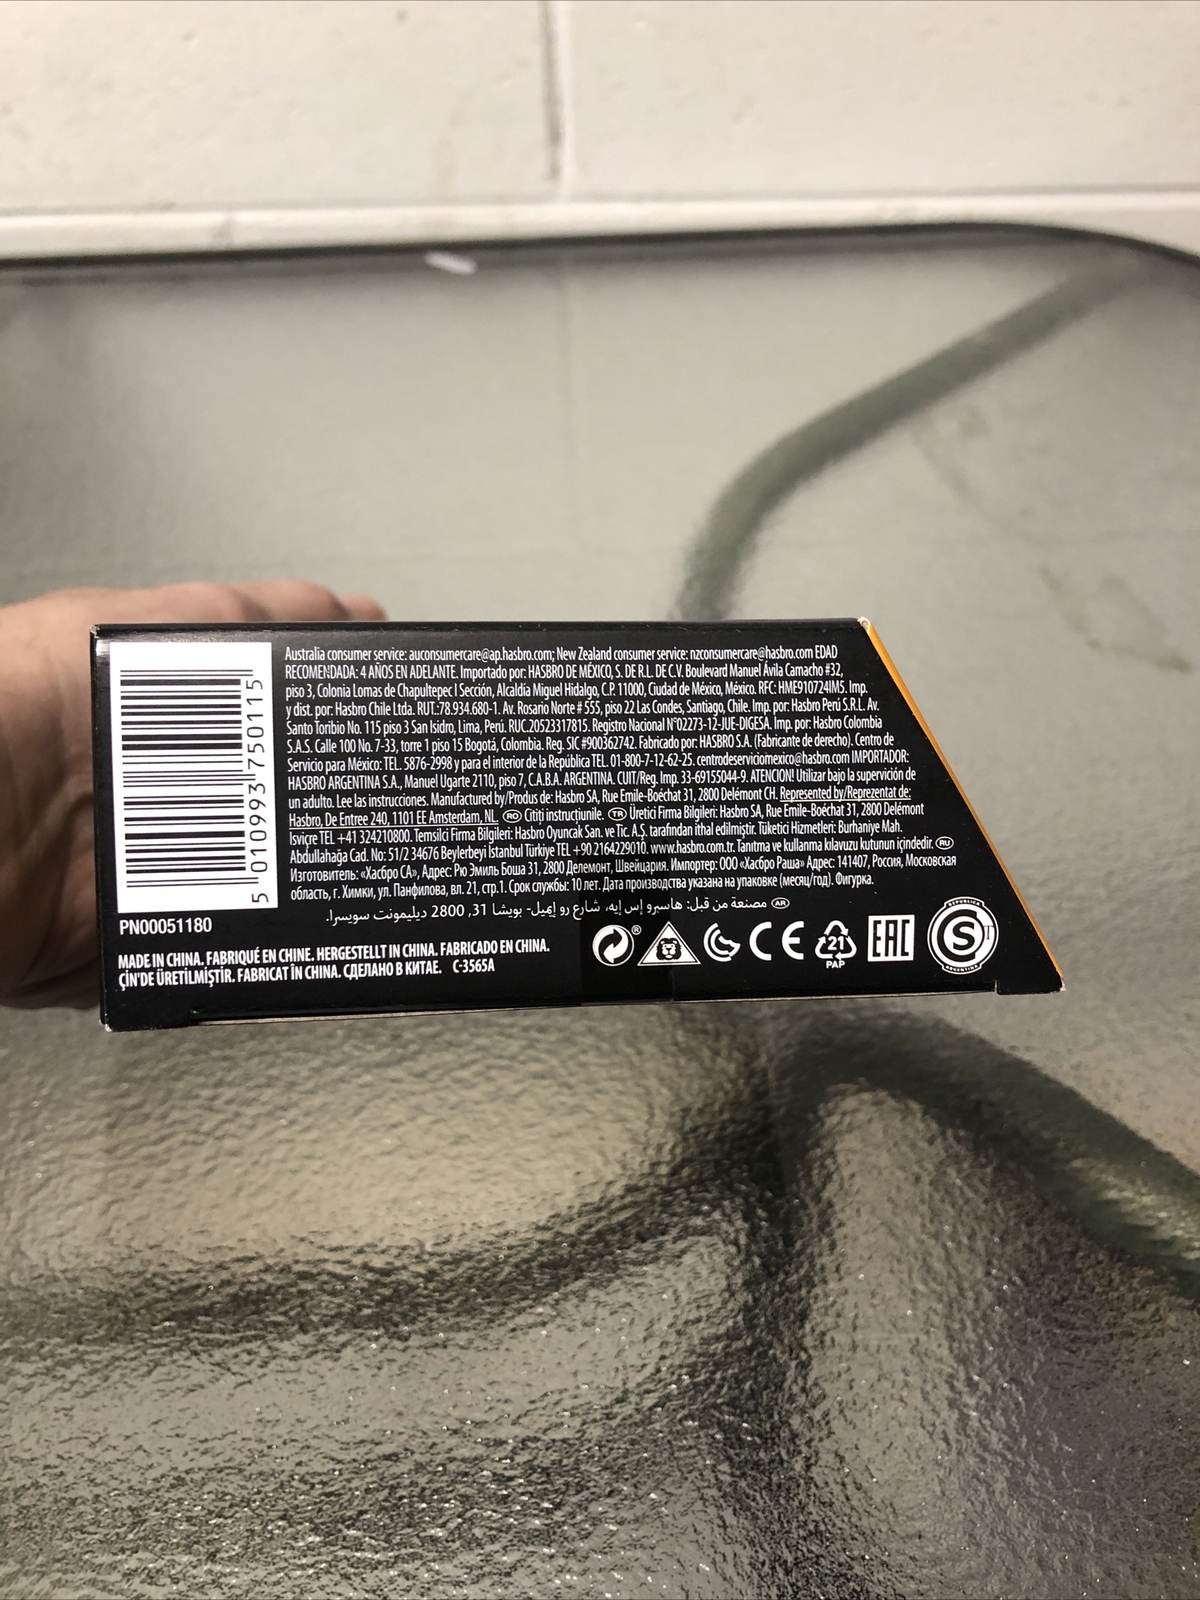 Australia consumer service: auconsumercare@ap.hasbro.com; New Zealand consumer service: nzconsumercare@hasbro.com EDAD
RECOMENDADA: 4 AÑOS EN ADELANTE. Importado por: HASBRO DE MÉXICO, S. DE R.L. DE C.V. Boulevard Manuel Ávila Camacho #32,
piso 3, Colonia Lomas de Chapultepec I Sección, Alcaldía Miguel Hidalgo, C.P. 11000, Ciudad de México, México. RFC: HME910724IM5. Imp.
y dist. por: Hasbro Chile Ltda. RUT.:78.934.680-1. Av. Rosario Norte # 555, piso 22 Las Condes, Santiago, Chile. Imp. por: Hasbro Perú S.R.L. Av.
Santo Toribio No. 115 piso 3 San Isidro, Lima, Perú. RUC.20523317815. Registro Nacional N°02273-12-JUE-DIGESA. Imp. por: Hasbro Colombia
S.A.S. Calle 100 No. 7-33, torre 1 piso 15 Bogotá, Colombia. Reg. SIC #900362742. Fabricado por: HASBRO S.A. (Fabricante de derecho). Centro de
Servicio para México: TEL. 5876-2998 y para el interior de la República TEL. 01-800-7-12-62-25. centrodeserviciomexico@hasbro.com IMPORTADOR:
HASBRO ARGENTINA S.A., Manuel Ugarte 2110, piso 7, C.A.B.A. ARGENTINA. CUIT/Reg. Imp. 33-69155044-9. ATENCION! Utilizar bajo la supervisión de
un adulto. Lee las instrucciones. Manufactured by/Produs de: Hasbro SA, Rue Emile-Boéchat 31, 2800 Delémont CH. Represented by/Reprezentat de:
Hasbro, De Entree 240, 1101 EE Amsterdam, NL. RO Citiți instrucțiunile. TR Üretici Firma Bilgileri: Hasbro SA, Rue Emile-Boéchat 31, 2800 Delémont
İsviçre TEL +41 324210800. Temsilci Firma Bilgileri: Hasbro Oyuncak San. ve Tic. A.Ş. tarafından ithal edilmiştir. Tüketici Hizmetleri: Burhaniye Mah.
Abdullahağa Cad. No: 51/2 34676 Beylerbeyi İstanbul Türkiye TEL +90 2164229010. www.hasbro.com.tr. Tanıtma ve kullanma kılavuzu kutunun içindedir. RU
Изготовитель: «Хасбро СА», Адрес: Рю Эмиль Боша 31, 2800 Делемонт, Швейцария. Импортер: ООО «Хасбро Раша» Адрес: 141407, Россия, Московская
область, г. Химки, ул. Панфилова, вл. 21, стр.1. Срок службы: 10 лет. Дата производства указана на упаковке (месяц/год). Фигурка.
AR مصنعة من قبل: هاسبرو إس إيه، شارع رو إيميل- بويشا 31, 2800 ديليمونت سويسرا.
5 010993 750115
PN00051180
MADE IN CHINA. FABRIQUÉ EN CHINE. HERGESTELLT IN CHINA. FABRICADO EN CHINA.
ÇİN'DE ÜRETİLMİŞTİR. FABRICAT ÎN CHINA. СДЕЛАНО В КИТАЕ. C-3565A
® CE 21 PAP EAC REPUBLICA S T ARGENTINA